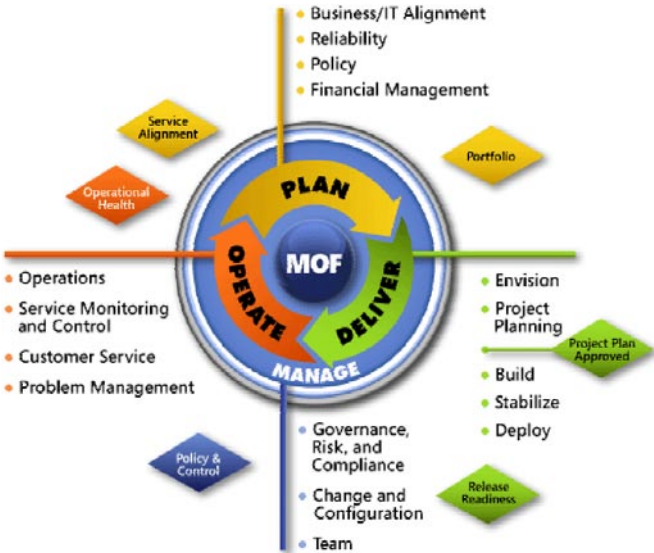 Business/IT Alignment
Reliability
Policy
Financial Management
Service
Alignment
Portfolio
Operational
Health
PLAN
OPERATE
MOF
DELIVER
MANAGE
Operations
Service Monitoring
and Control
Customer Service
Problem Management
Envision
Project
Planning
Project Plan
Approved
Build
Stabilize
Deploy
Policy &
Control
Governance,
Risk, and
Compliance
Change and
Configuration
Team
Release
Readiness